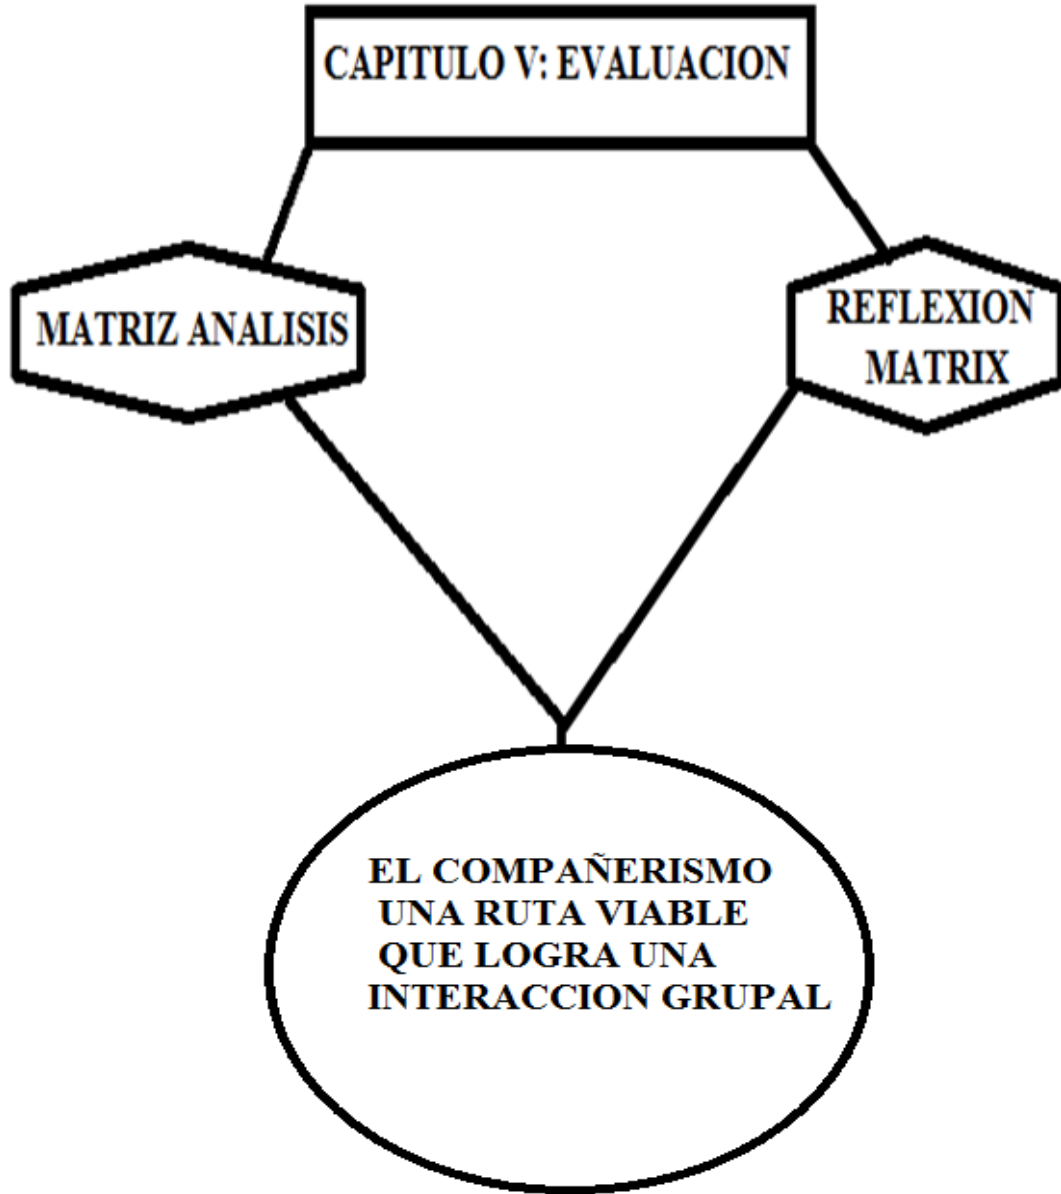 CAPITULO V: EVALUACION
MATRIZ ANALISIS
REFLEXION
MATRIX
EL COMPAÑERISMO
UNA RUTA VIABLE
QUE LOGRA UNA
INTERACCION GRUPAL